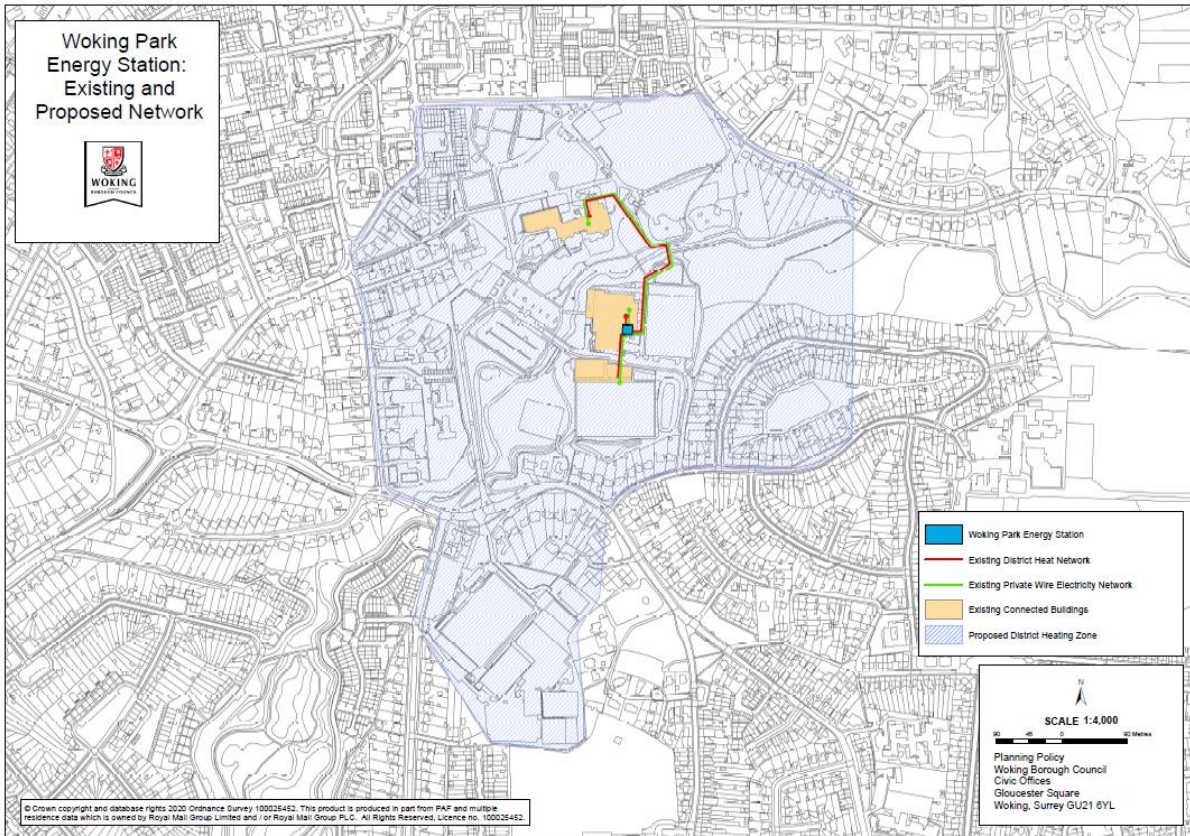 Woking Park
Energy Station:
Existing and
Proposed Network
WOKING
BOROUGH COUNCIL
Woking Park Energy Station
Existing District Heat Network
Existing Private Wire Electricity Network
Existing Connected Buildings
Proposed District Heating Zone
N
SCALE 1:4,000
90 45 0 90 Metres
Planning Policy
Woking Borough Council
Civic Offices
Gloucester Square
Woking, Surrey GU21 6YL
© Crown copyright and database rights 2020 Ordnance Survey 100025452. This product is produced in part from PAF and multiple
residence data which is owned by Royal Mail Group Limited and / or Royal Mail Group PLC. All Rights Reserved, Licence no. 100025452.